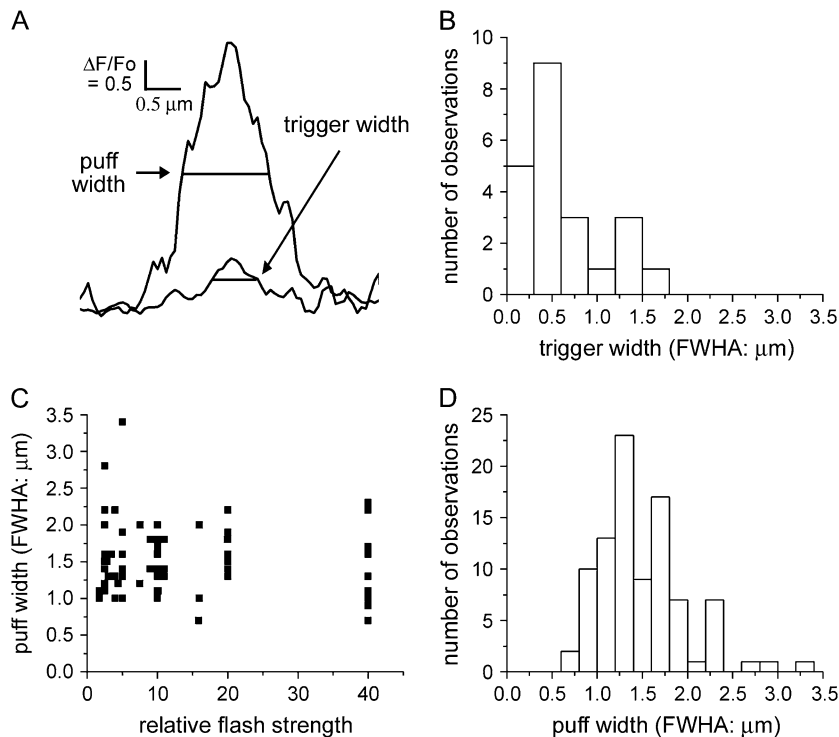 A
ΔF/Fo
= 0.5
0.5 μm
trigger width
puff
width
B
number of observations
10
8
6
4
2
0
0.0 0.5 1.0 1.5 2.0 2.5 3.0 3.5
trigger width (FWHA: μm)
C
puff width (FWHA: μm)
3.5
3.0
2.5
2.0
1.5
1.0
0.5
0.0
0 10 20 30 40
relative flash strength
D
number of observations
25
20
15
10
5
0
0.0 0.5 1.0 1.5 2.0 2.5 3.0 3.5
puff width (FWHA: μm)